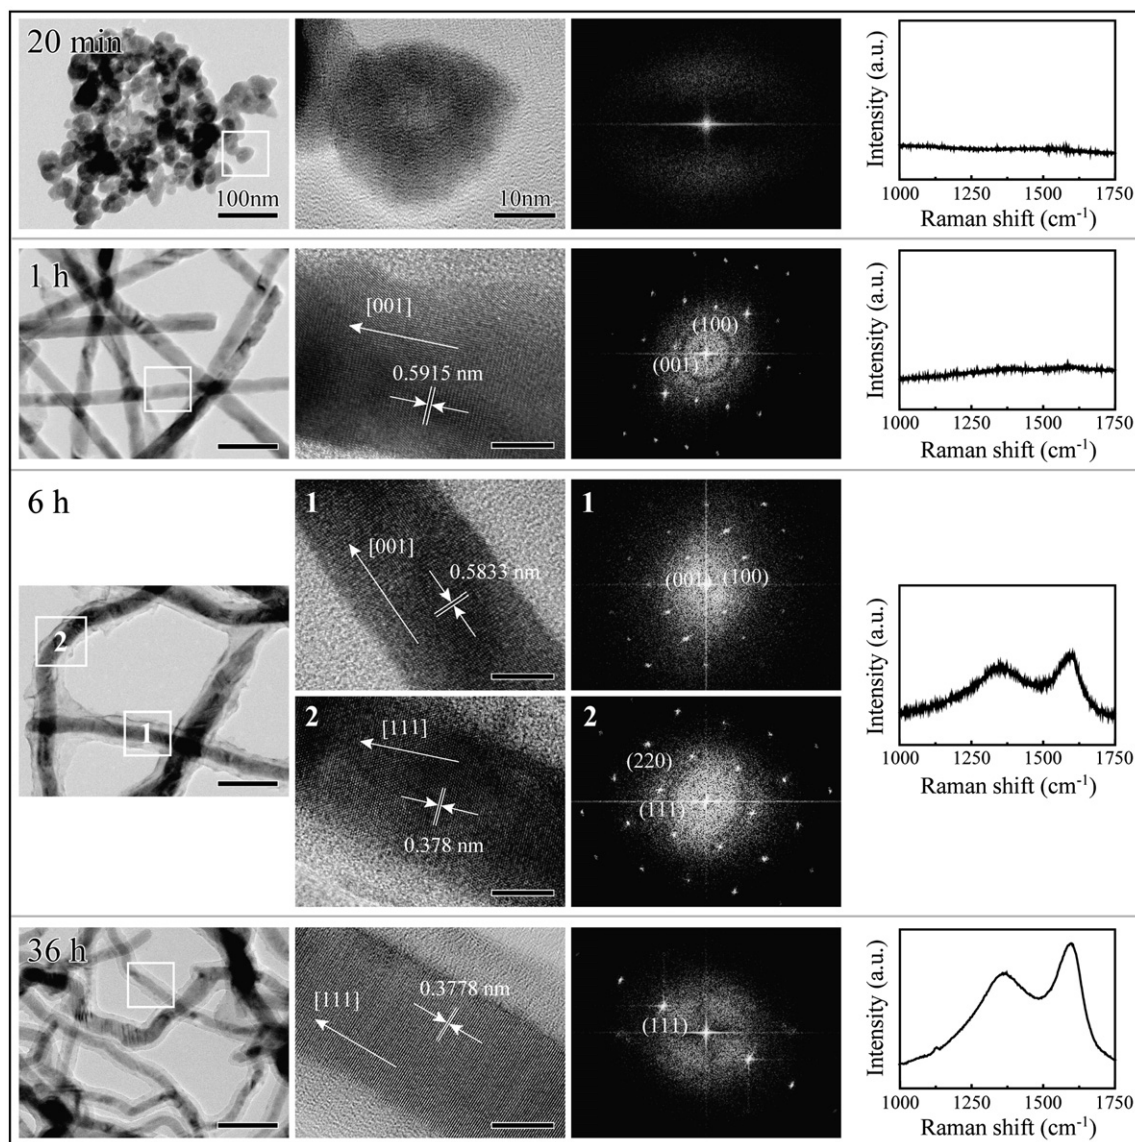 20 min
100nm
10nm
Intensity (a.u.)
1000 1250 1500 1750
Raman shift (cm⁻¹)
1 h
[001]
0.5915 nm
(100)
(001)
Intensity (a.u.)
1000 1250 1500 1750
Raman shift (cm⁻¹)
6 h
2
1
1
[001]
0.5833 nm
1
(001) (100)
2
[111]
0.378 nm
2
(220)
(111)
Intensity (a.u.)
1000 1250 1500 1750
Raman shift (cm⁻¹)
36 h
[111]
0.3778 nm
(111)
Intensity (a.u.)
1000 1250 1500 1750
Raman shift (cm⁻¹)